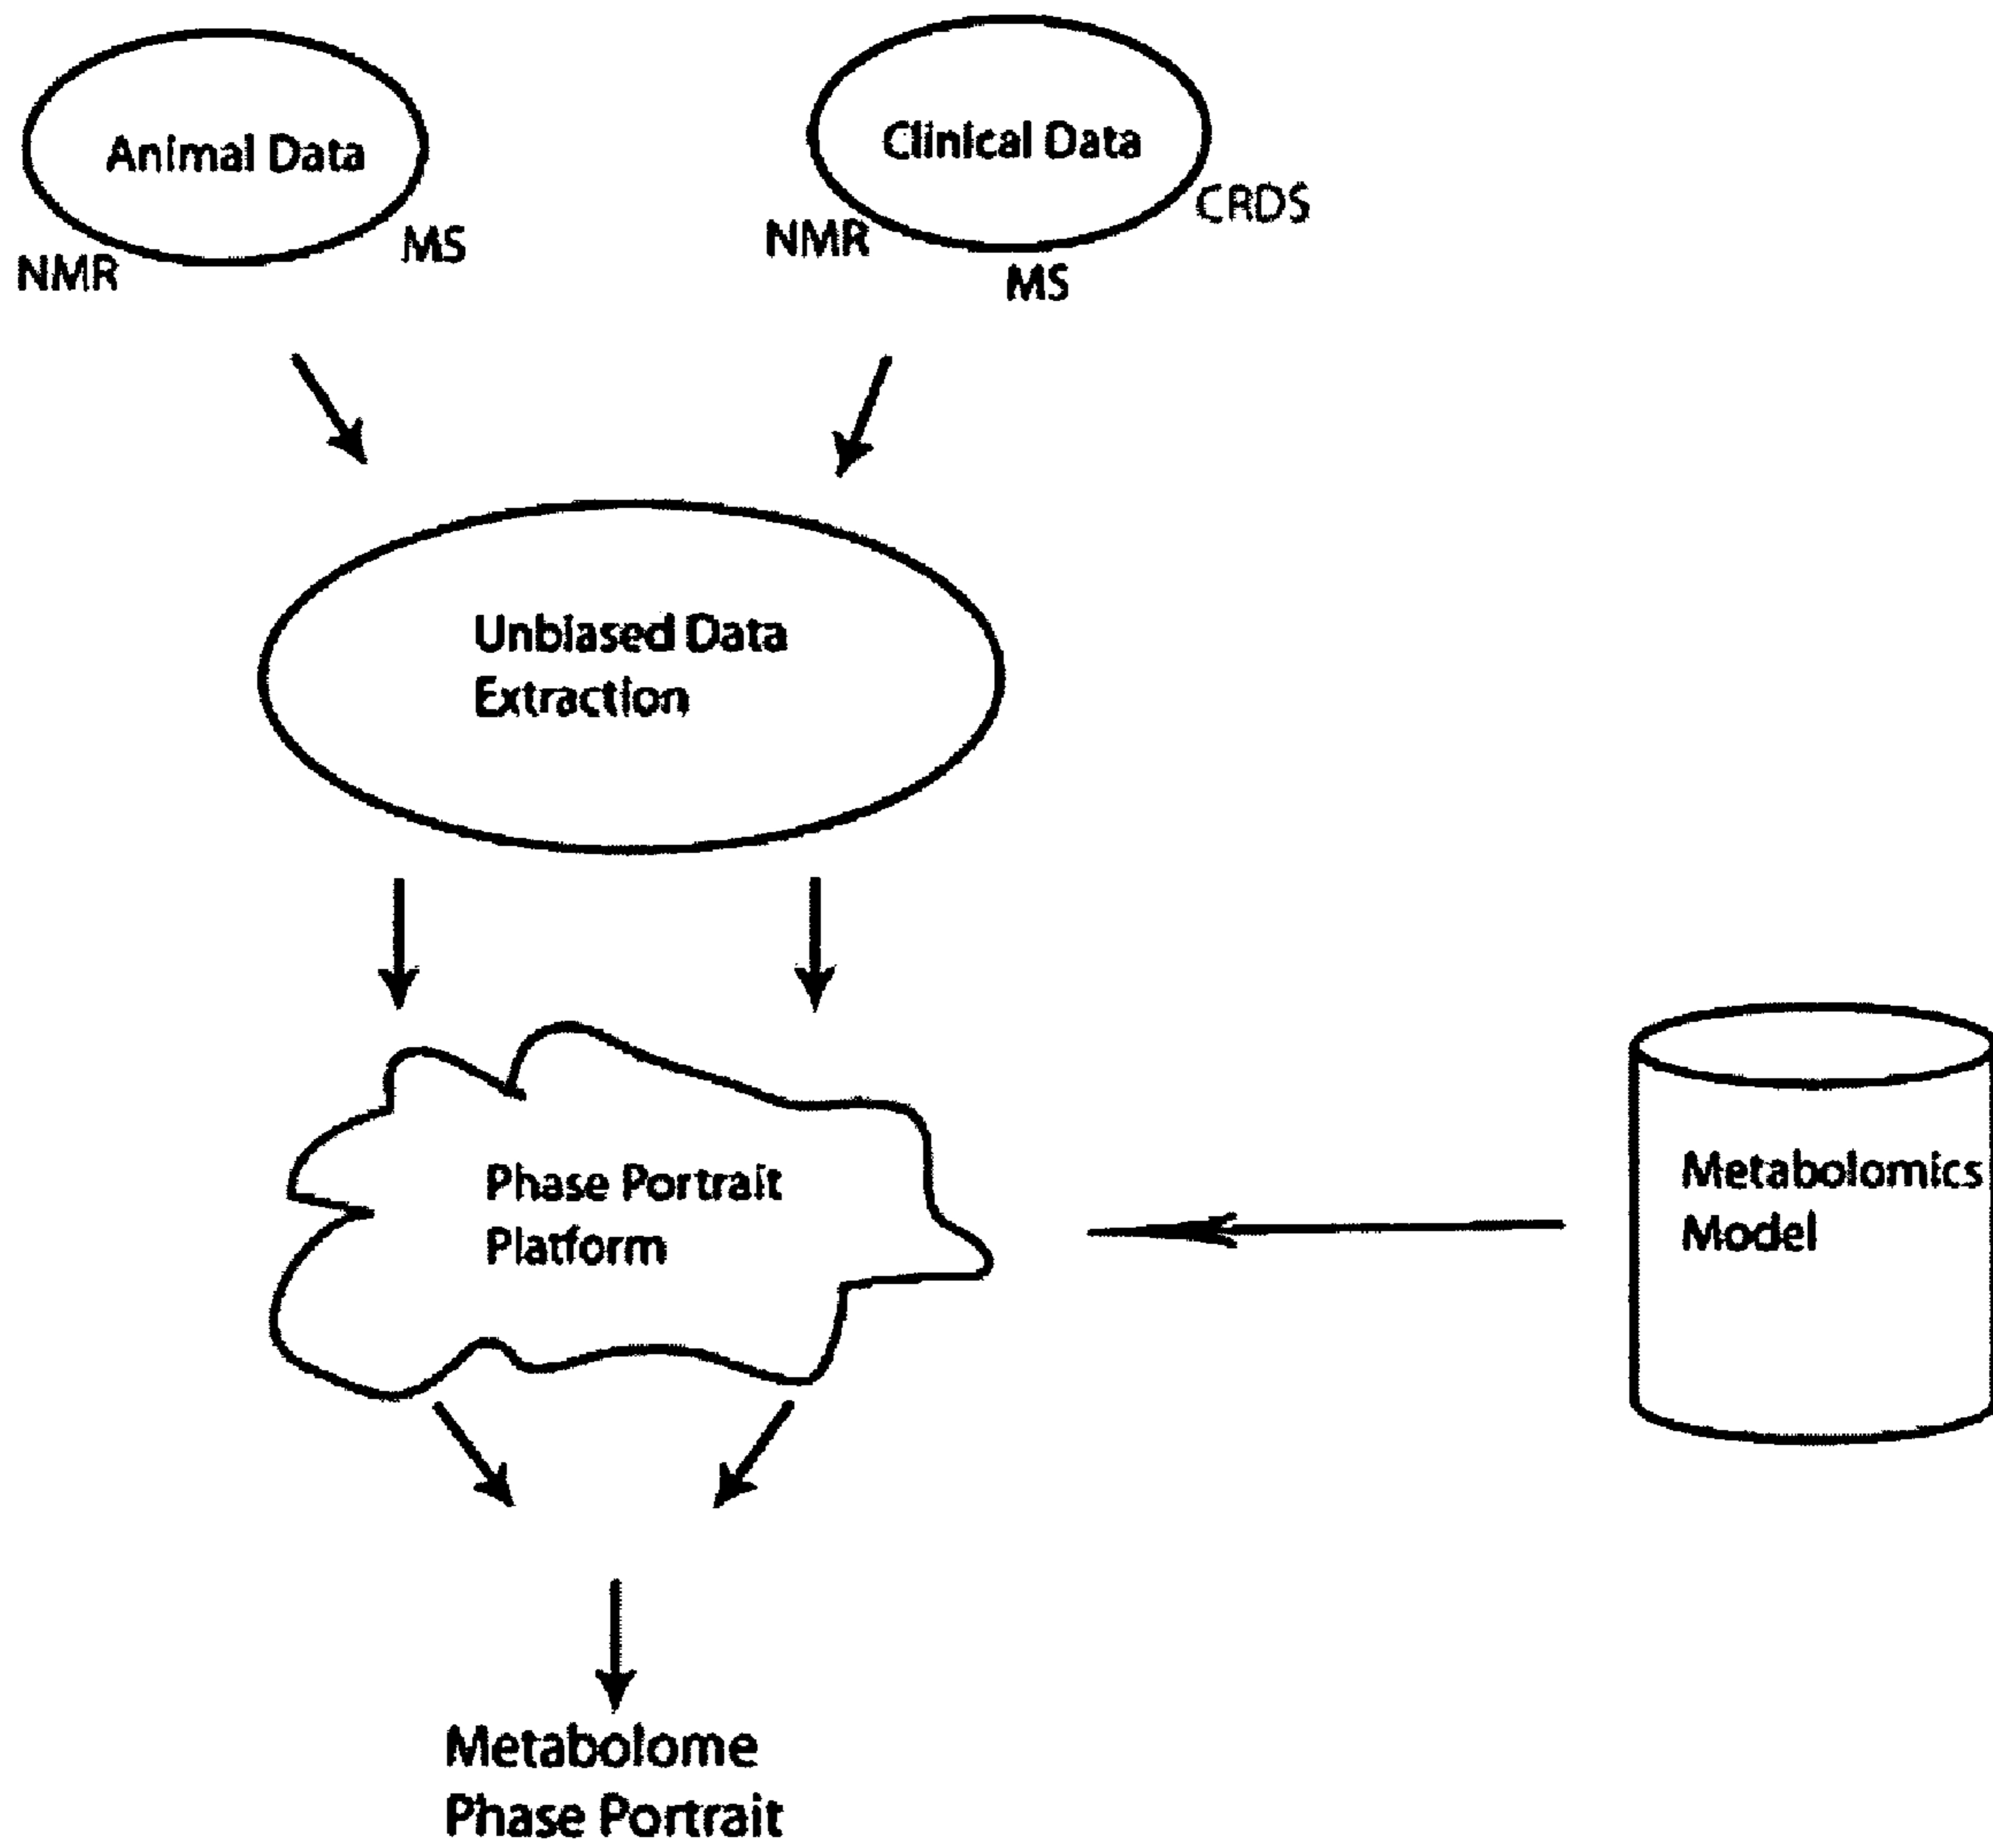 Animal Data
NMR
MS
Clinical Data
NMR
MS
CRDS
Unbiased Data
Extraction
Phase Portrait
Platform
Metabolomics
Model
Metabolome
Phase Portrait